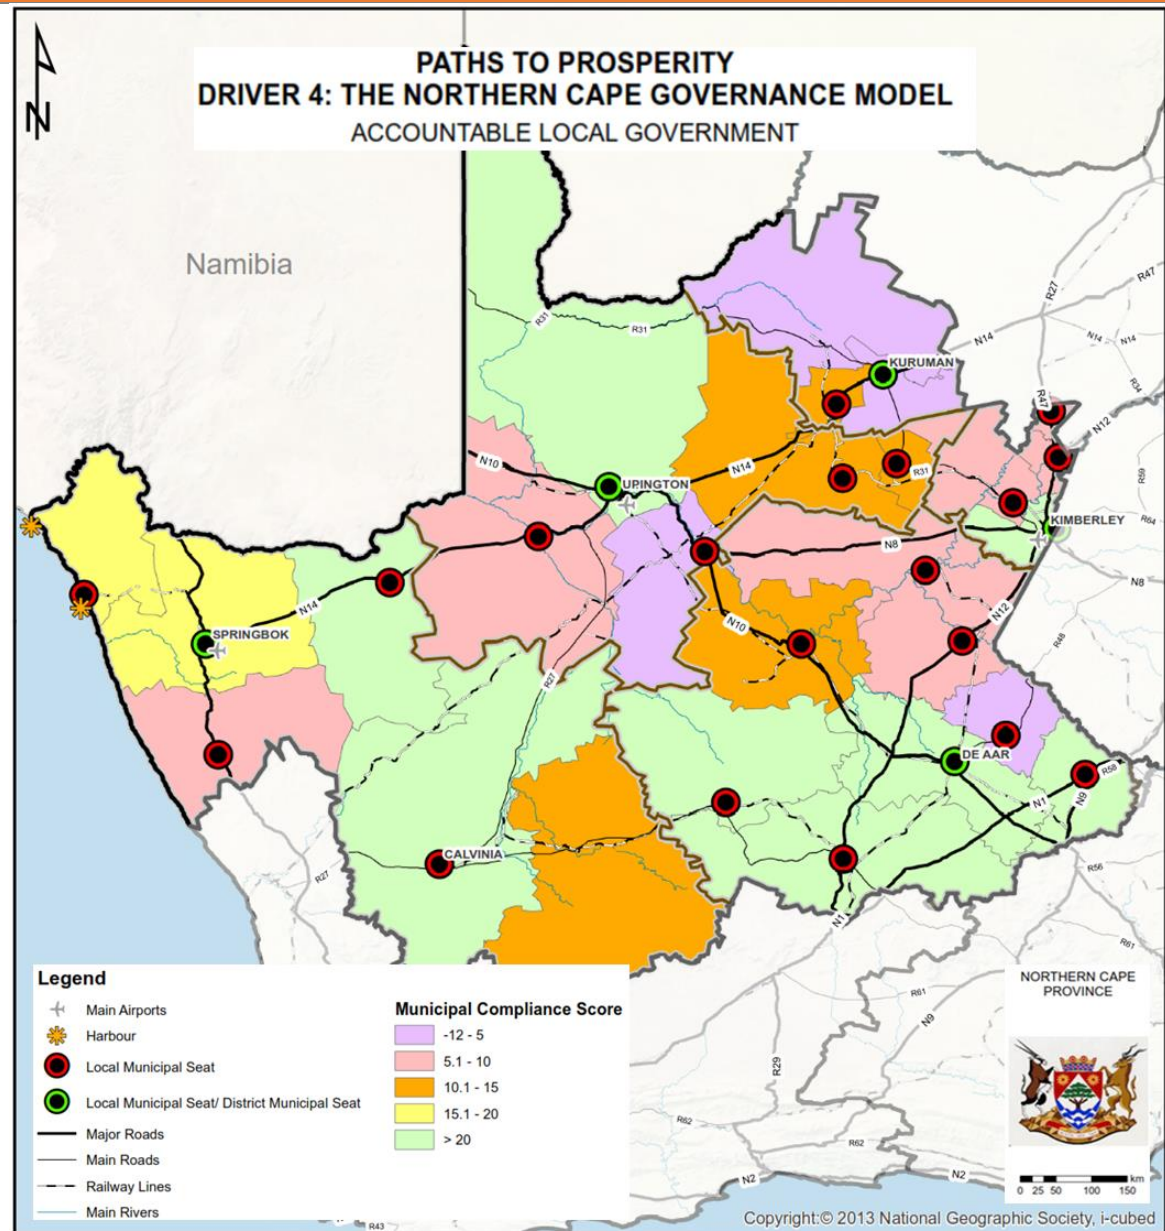 PATHS TO PROSPERITY
DRIVER 4: THE NORTHERN CAPE GOVERNANCE MODEL
ACCOUNTABLE LOCAL GOVERNMENT
N
Namibia
R27
R47
R31
R31
N14
N14
N14
R34
KURUMAN
R47
N12
N10
N14
R31
R59
UPINGTON
KIMBERLEY
R64
N8
N8
N14
SPRINGBOK
N10
N12
R48
R27
DE AAR
R58
N1
N9
CALVINIA
R27
R56
N1
R61
R61
N9
R29
R62
R62
N2
N2
R43
Legend
Main Airports
Harbour
Local Municipal Seat
Local Municipal Seat/ District Municipal Seat
Major Roads
Main Roads
Railway Lines
Main Rivers
Municipal Compliance Score
-12 - 5
5.1 - 10
10.1 - 15
15.1 - 20
> 20
NORTHERN CAPE
PROVINCE
km
0 25 50 100 150
Copyright:© 2013 National Geographic Society, i-cubed